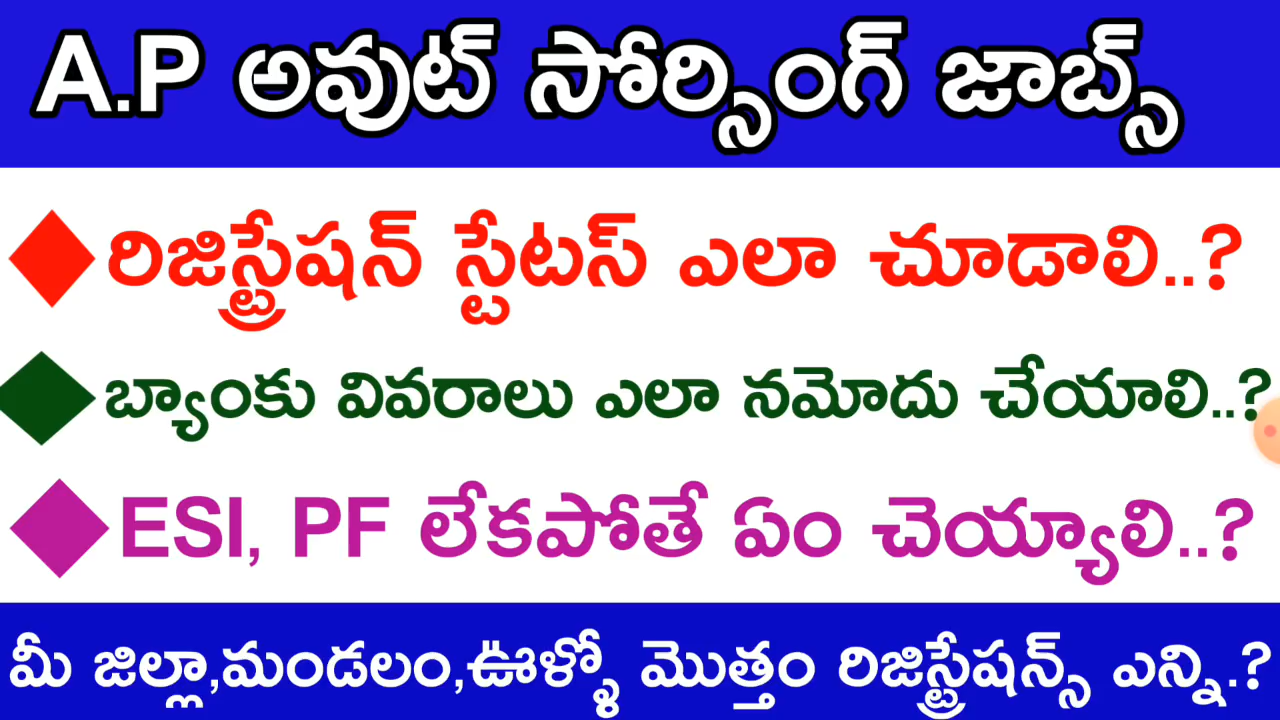 A.P అవుట్ సోర్సింగ్ జాబ్స్
రిజిస్ట్రేషన్ స్టేటస్ ఎలా చూడాలి..?
బ్యాంకు వివరాలు ఎలా నమోదు చేయాలి..?
ESI, PF లేకపోతే ఏం చెయ్యాలి..?
మీ జిల్లా,మండలం,ఊళ్ళో మొత్తం రిజిస్ట్రేషన్స్ ఎన్ని.?